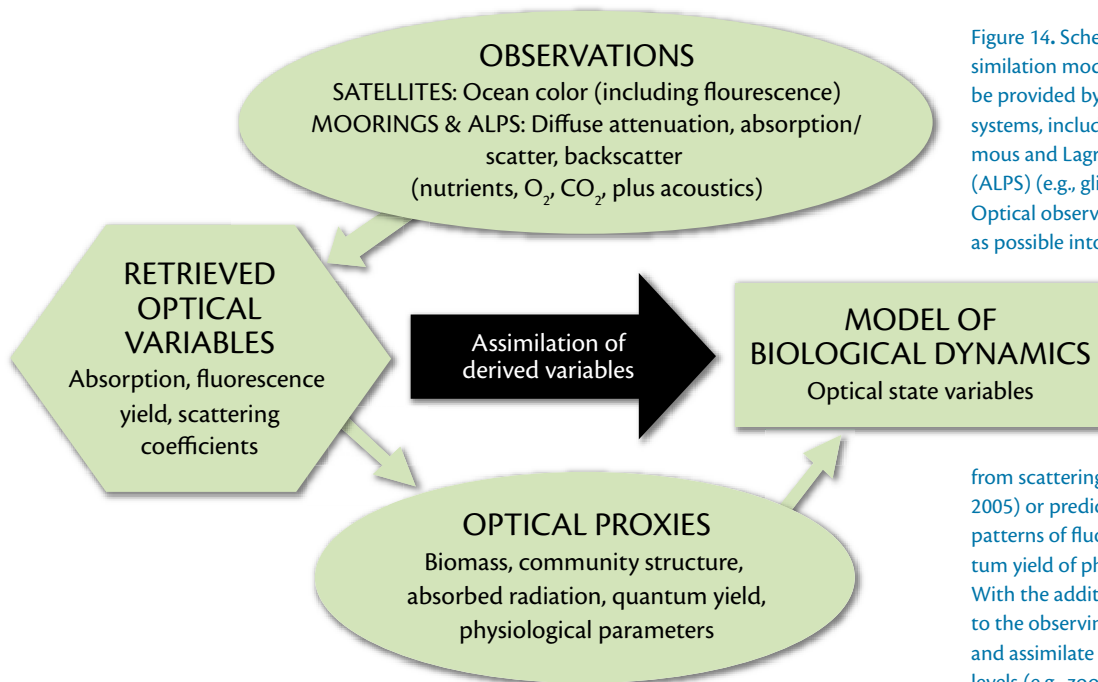 OBSERVATIONS
SATELLITES: Ocean color (including flourescence)
MOORINGS & ALPS: Diffuse attenuation, absorption/
scatter, backscatter
(nutrients, O₂, CO₂, plus acoustics)
RETRIEVED
OPTICAL
VARIABLES
Absorption, fluorescence
yield, scattering
coefficients
Assimilation of
derived variables
MODEL OF
BIOLOGICAL DYNAMICS
Optical state variables
OPTICAL PROXIES
Biomass, community structure,
absorbed radiation, quantum yield,
physiological parameters
Figure 14. Sche
similation mod
be provided by
systems, includ
mous and Lagr
(ALPS) (e.g., gli
Optical observ
as possible into
from scattering
2005) or predic
patterns of fluo
tum yield of ph
With the addit
to the observin
and assimilate